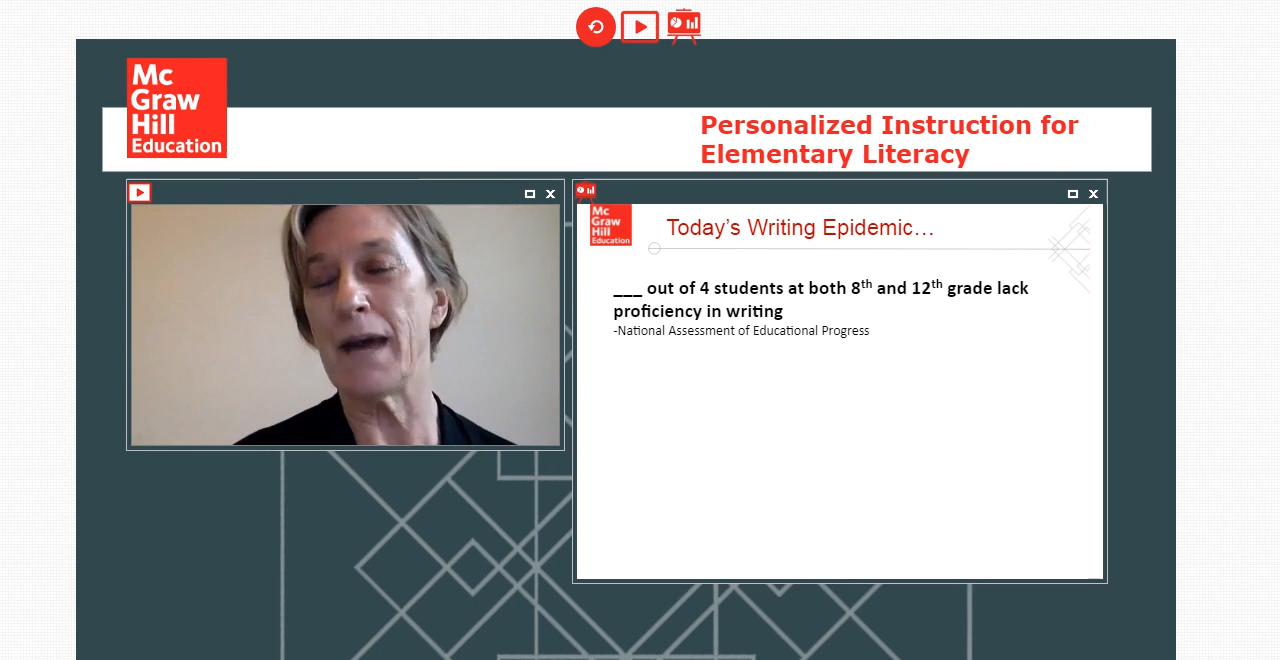 Mc
Graw
Hill
Education
Personalized Instruction for
Elementary Literacy
Mc
Graw
Hill
Education
Today’s Writing Epidemic…
___ out of 4 students at both 8th and 12th grade lack
proficiency in writing
-National Assessment of Educational Progress